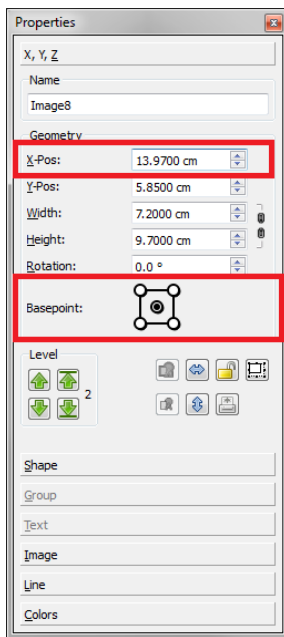 Properties
X, Y, Z
Name
Image8
Geometry
X-Pos: 13.9700 cm
Y-Pos: 5.8500 cm
Width: 7.2000 cm
Height: 9.7000 cm
Rotation: 0.0 °
Basepoint:
Level
2
Shape
Group
Text
Image
Line
Colors